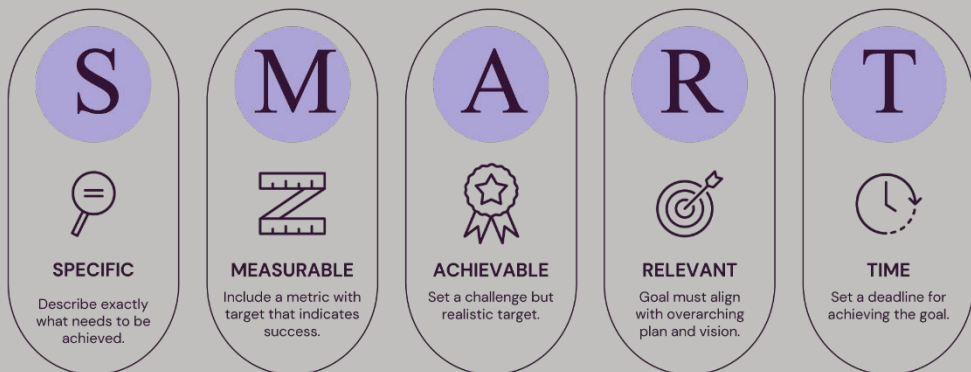 S
M
A
R
T
SPECIFIC
Describe exactly
what needs to be
achieved.
MEASURABLE
Include a metric with
target that indicates
success.
ACHIEVABLE
Set a challenge but
realistic target.
RELEVANT
Goal must align
with overarching
plan and vision.
TIME
Set a deadline for
achieving the goal.